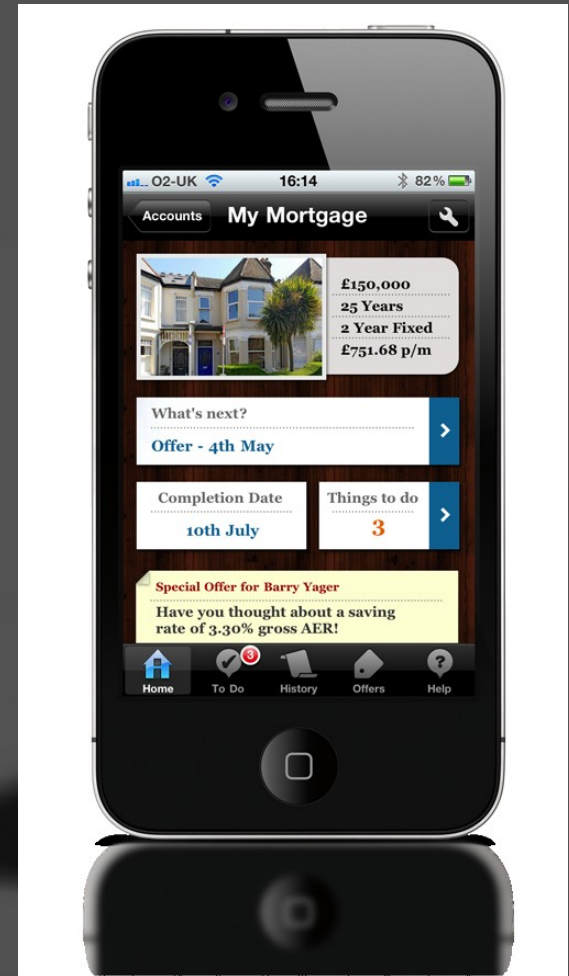 O2-UK 16:14 82%
Accounts My Mortgage
£150,000
25 Years
2 Year Fixed
£751.68 p/m
What's next?
Offer - 4th May
Completion Date
10th July
Things to do
3
Special Offer for Barry Yager
Have you thought about a saving
rate of 3.30% gross AER!
3
Home To Do History Offers Help